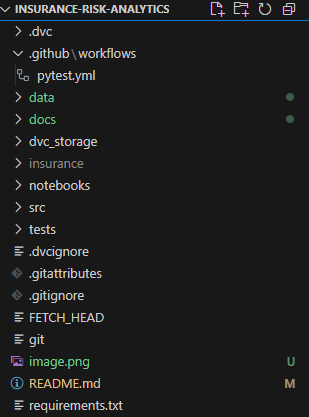 INSURANCE-RISK-ANALYTICS
.dvc
.github\workflows
pytest.yml
data
docs
dvc_storage
insurance
notebooks
src
tests
.dvcignore
.gitattributes
.gitignore
FETCH_HEAD
git
image.png U
README.md M
requirements.txt